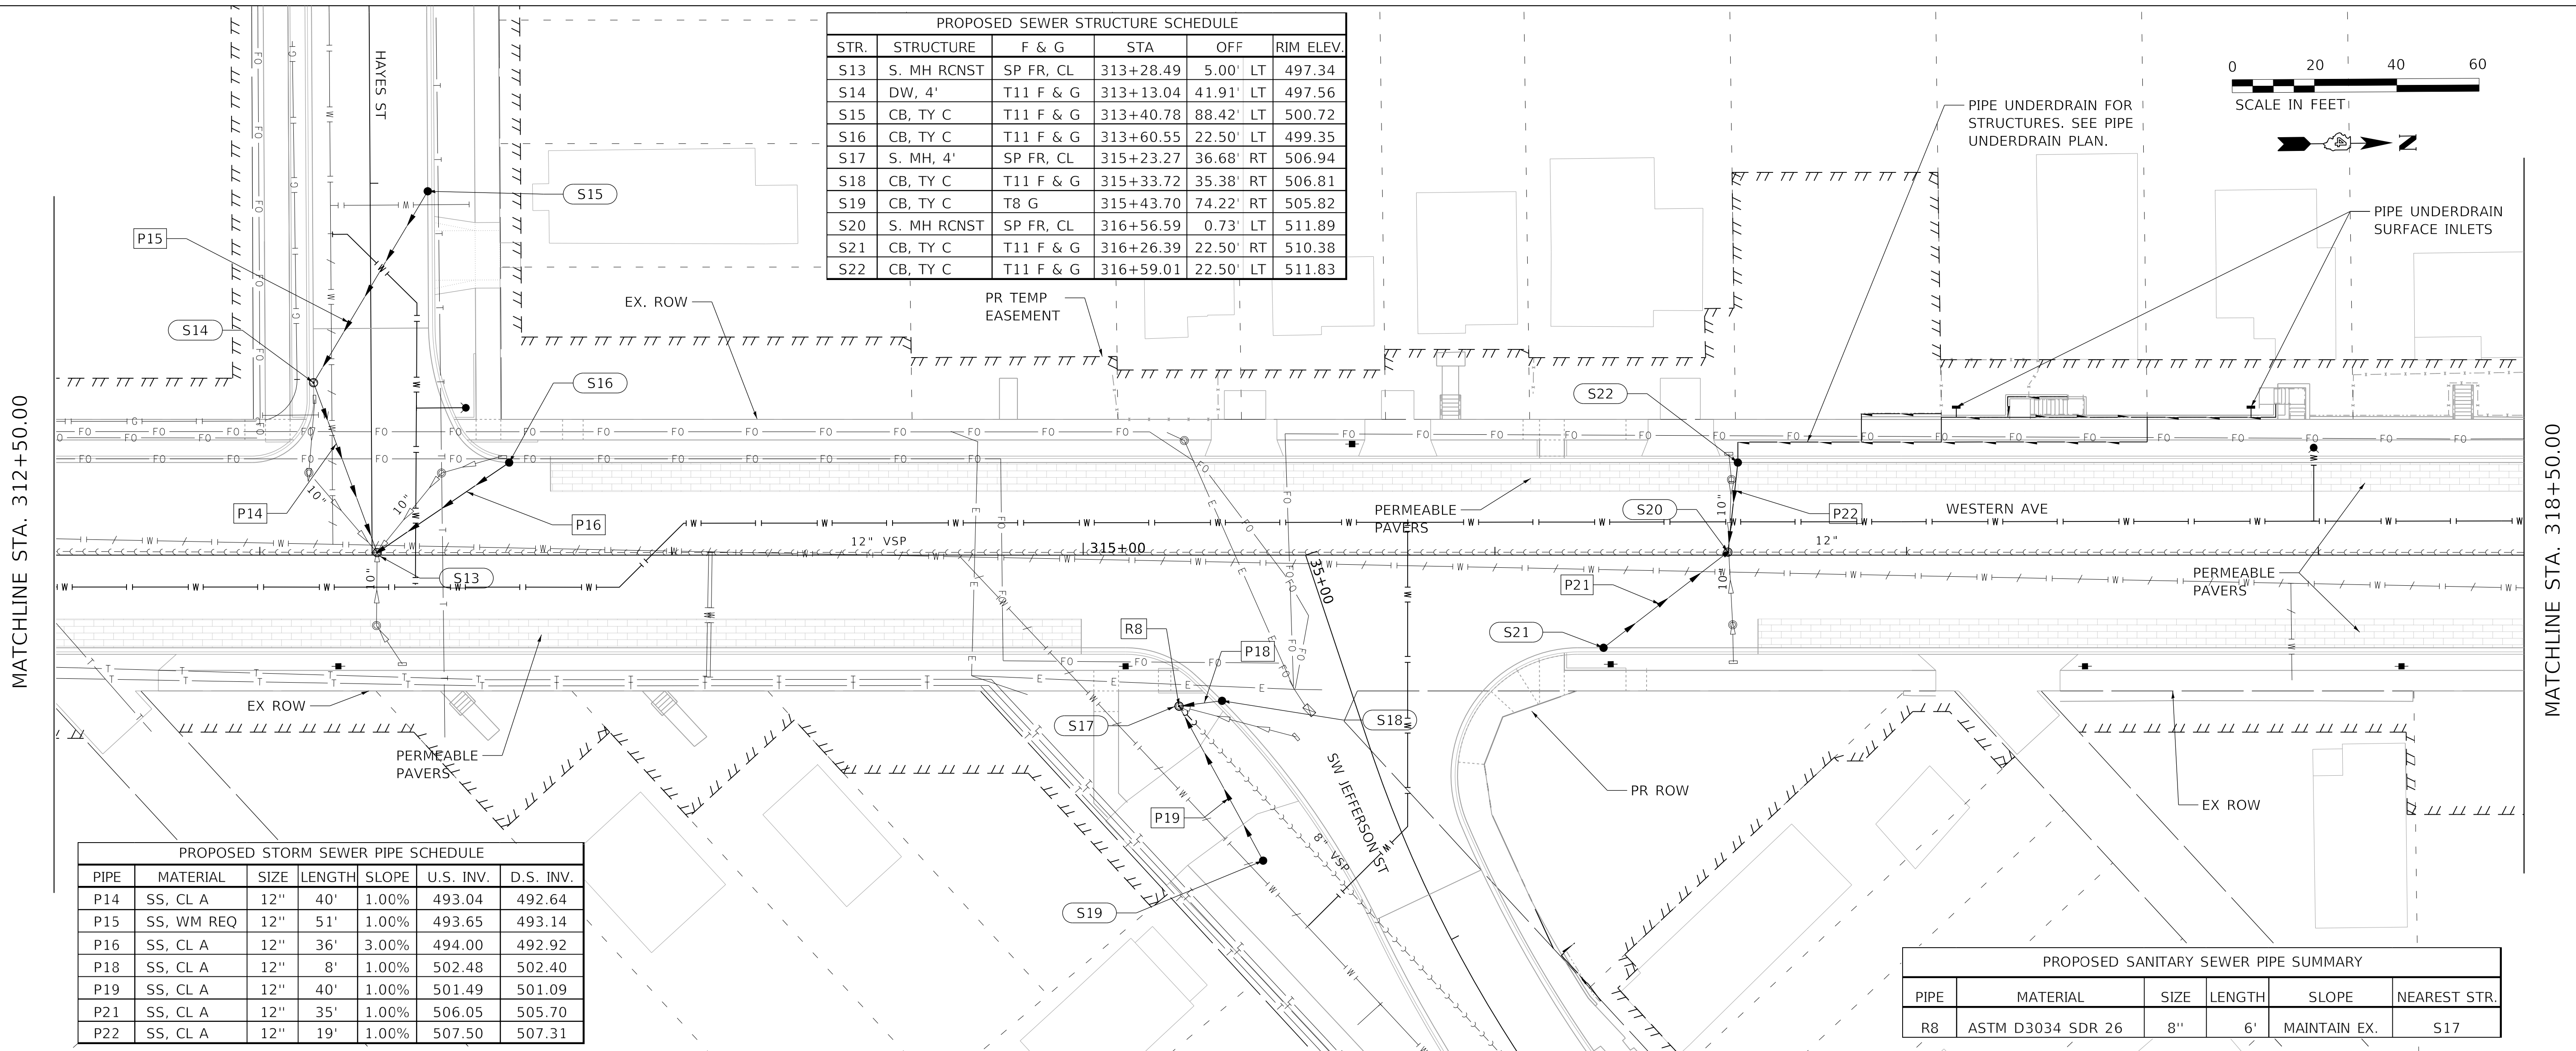 PROPOSED SEWER STRUCTURE SCHEDULE
STR. STRUCTURE F & G STA OFF RIM ELEV.
S13 S. MH RCNST SP FR, CL 313+28.49 5.00' LT 497.34
S14 DW, 4' T11 F & G 313+13.04 41.91' LT 497.56
S15 CB, TY C T11 F & G 313+40.78 88.42' LT 500.72
S16 CB, TY C T11 F & G 313+60.55 22.50' LT 499.35
S17 S. MH, 4' SP FR, CL 315+23.27 36.68' RT 506.94
S18 CB, TY C T11 F & G 315+33.72 35.38' RT 506.81
S19 CB, TY C T8 G 315+43.70 74.22' RT 505.82
S20 S. MH RCNST SP FR, CL 316+56.59 0.73' LT 511.89
S21 CB, TY C T11 F & G 316+26.39 22.50' RT 510.38
S22 CB, TY C T11 F & G 316+59.01 22.50' LT 511.83
0 20 40 60
SCALE IN FEET
N
HAYES ST
PIPE UNDERDRAIN FOR
STRUCTURES. SEE PIPE
UNDERDRAIN PLAN.
PIPE UNDERDRAIN
SURFACE INLETS
S15
P15
S14
EX. ROW
PR TEMP
EASEMENT
S16
S22
MATCHLINE STA. 312+50.00
MATCHLINE STA. 318+50.00
P14
10"
10"
P16
PERMEABLE
PAVERS
S20
10"
P22
WESTERN AVE
12" VSP
315+00
12"
S13
10"
35+00
P21
10"
PERMEABLE
PAVERS
R8
P18
S21
EX ROW
S17
S18
PERMEABLE
PAVERS
SW JEFFERSON ST
PR ROW
EX ROW
P19
8" VSP
S19
PROPOSED STORM SEWER PIPE SCHEDULE
PIPE MATERIAL SIZE LENGTH SLOPE U.S. INV. D.S. INV.
P14 SS, CL A 12'' 40' 1.00% 493.04 492.64
P15 SS, WM REQ 12'' 51' 1.00% 493.65 493.14
P16 SS, CL A 12'' 36' 3.00% 494.00 492.92
P18 SS, CL A 12'' 8' 1.00% 502.48 502.40
P19 SS, CL A 12'' 40' 1.00% 501.49 501.09
P21 SS, CL A 12'' 35' 1.00% 506.05 505.70
P22 SS, CL A 12'' 19' 1.00% 507.50 507.31
PROPOSED SANITARY SEWER PIPE SUMMARY
PIPE MATERIAL SIZE LENGTH SLOPE NEAREST STR.
R8 ASTM D3034 SDR 26 8'' 6' MAINTAIN EX. S17